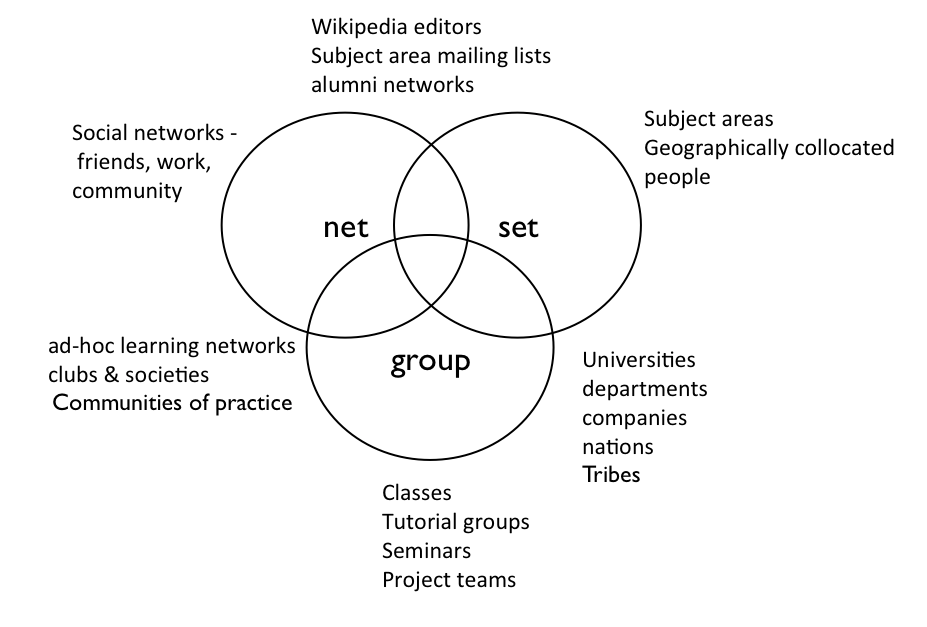 Wikipedia editors
Subject area mailing lists
alumni networks
Social networks -
friends, work,
community
Subject areas
Geographically collocated
people
net
set
group
ad-hoc learning networks
clubs & societies
Communities of practice
Universities
departments
companies
nations
Tribes
Classes
Tutorial groups
Seminars
Project teams